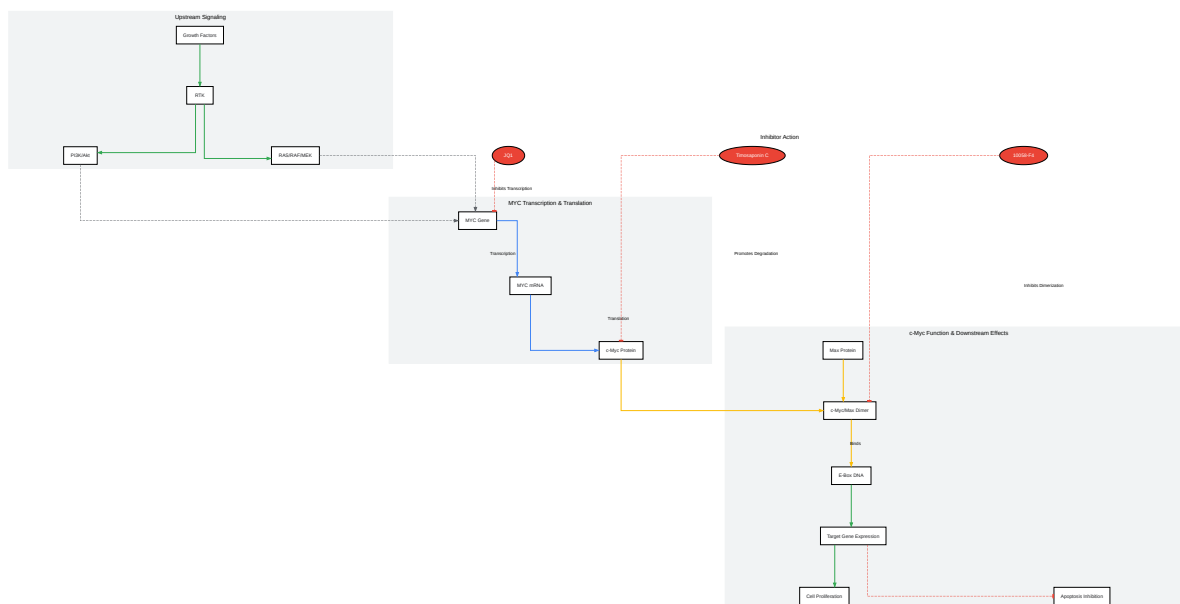 Upstream Signaling
Growth Factors
RTK
Inhibitor Action
PI3K/Akt
RAS/RAF/MEK
JQ1
Timosaponin C
10058-F4
Inhibits Transcription
MYC Transcription & Translation
MYC Gene
Transcription
Promotes Degradation
MYC mRNA
Inhibits Dimerization
Translation
c-Myc Function & Downstream Effects
c-Myc Protein
Max Protein
c-Myc/Max Dimer
Binds
E-Box DNA
Target Gene Expression
Cell Proliferation
Apoptosis Inhibition